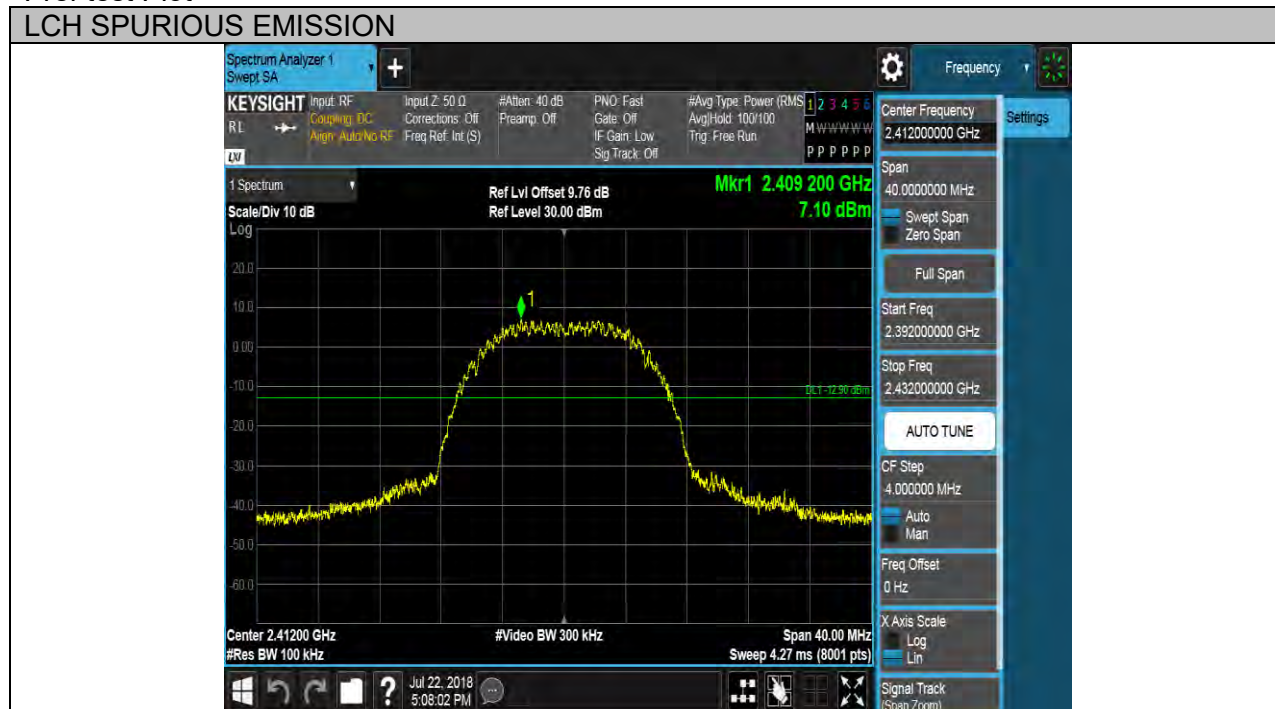 LCH SPURIOUS EMISSION
Spectrum Analyzer 1
Swept SA
+
Frequency
KEYSIGHT
RL
LXI
Input: RF
Coupling: DC
Align: Auto/No RF
Input Z: 50 Ω
Corrections: Off
Freq Ref: Int (S)
#Atten: 40 dB
Preamp: Off
PNO: Fast
Gate: Off
IF Gain: Low
Sig Track: Off
#Avg Type: Power (RMS
Avg|Hold: 100/100
Trig: Free Run
1 2 3 4 5 6
M W W W W W
P P P P P P
1 Spectrum
Scale/Div 10 dB
Ref Lvl Offset 9.76 dB
Ref Level 30.00 dBm
Mkr1 2.409 200 GHz
7.10 dBm
Log
20.0
10.0
0.00
-10.0
-20.0
-30.0
-40.0
-50.0
-60.0
1
DL1 -12.90 dBm
Center 2.41200 GHz
#Res BW 100 kHz
#Video BW 300 kHz
Span 40.00 MHz
Sweep 4.27 ms (8001 pts)
?
Jul 22, 2018
5:08:02 PM
Center Frequency
2.412000000 GHz
Settings
Span
40.0000000 MHz
Swept Span
Zero Span
Full Span
Start Freq
2.392000000 GHz
Stop Freq
2.432000000 GHz
AUTO TUNE
CF Step
4.000000 MHz
Auto
Man
Freq Offset
0 Hz
X Axis Scale
Log
Lin
Signal Track
(Span Zoom)